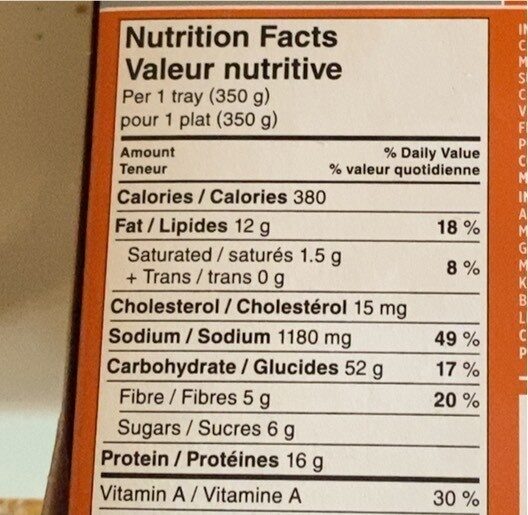 Nutrition Facts
Valeur nutritive
Per 1 tray (350 g)
pour 1 plat (350 g)
Amount % Daily Value
Teneur % valeur quotidienne
Calories / Calories 380
Fat / Lipides 12 g 18 %
Saturated / saturés 1.5 g
+ Trans / trans 0 g 8 %
Cholesterol / Cholestérol 15 mg
Sodium / Sodium 1180 mg 49 %
Carbohydrate / Glucides 52 g 17 %
Fibre / Fibres 5 g 20 %
Sugars / Sucres 6 g
Protein / Protéines 16 g
Vitamin A / Vitamine A 30 %